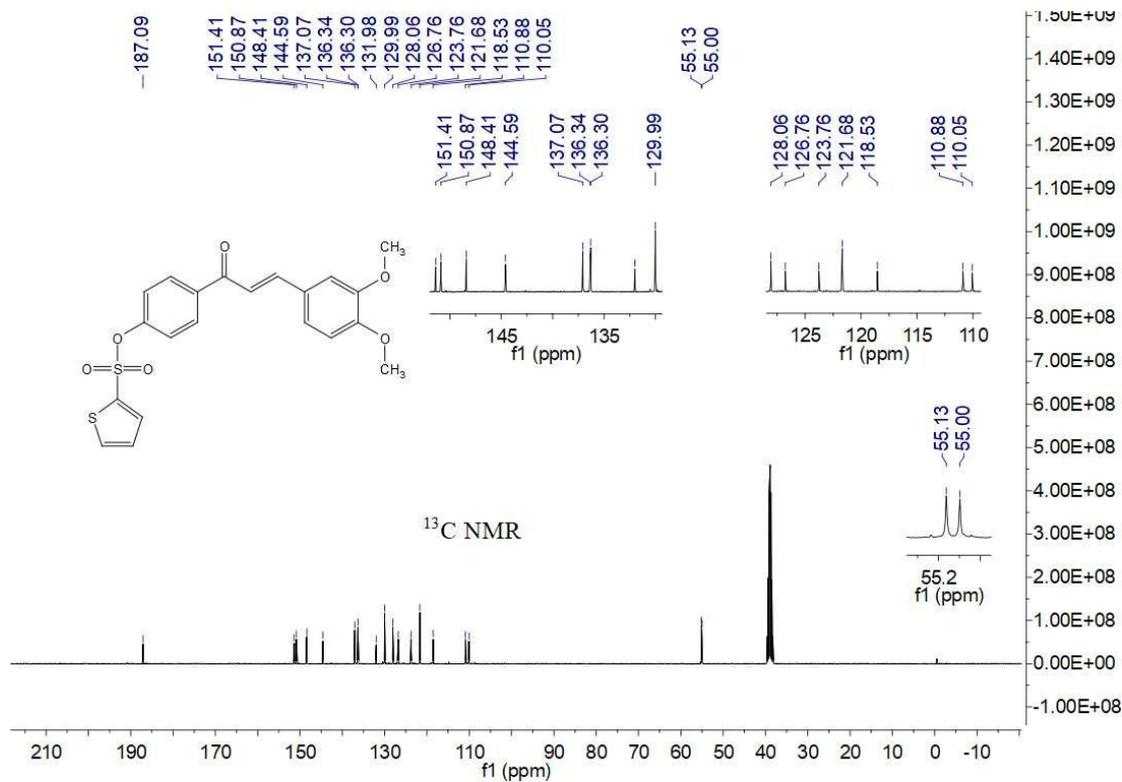 187.09
151.41
150.87
148.41
144.59
137.07
136.34
136.30
131.98
129.99
128.06
126.76
123.76
121.68
118.53
110.88
110.05
55.13
55.00
151.41
150.87
148.41
144.59
137.07
136.34
136.30
129.99
145 135
f1 (ppm)
128.06
126.76
123.76
121.68
118.53
110.88
110.05
125 120 115 110
f1 (ppm)
O
O CH₃
O CH₃
O
O S O
S
55.13
55.00
55.2
f1 (ppm)
¹³C NMR
1.50E+09
1.40E+09
1.30E+09
1.20E+09
1.10E+09
1.00E+09
9.00E+08
8.00E+08
7.00E+08
6.00E+08
5.00E+08
4.00E+08
3.00E+08
2.00E+08
1.00E+08
0.00E+00
-1.00E+08
210 190 170 150 130 110 90 80 70 60 50 40 30 20 10 0 -10
f1 (ppm)